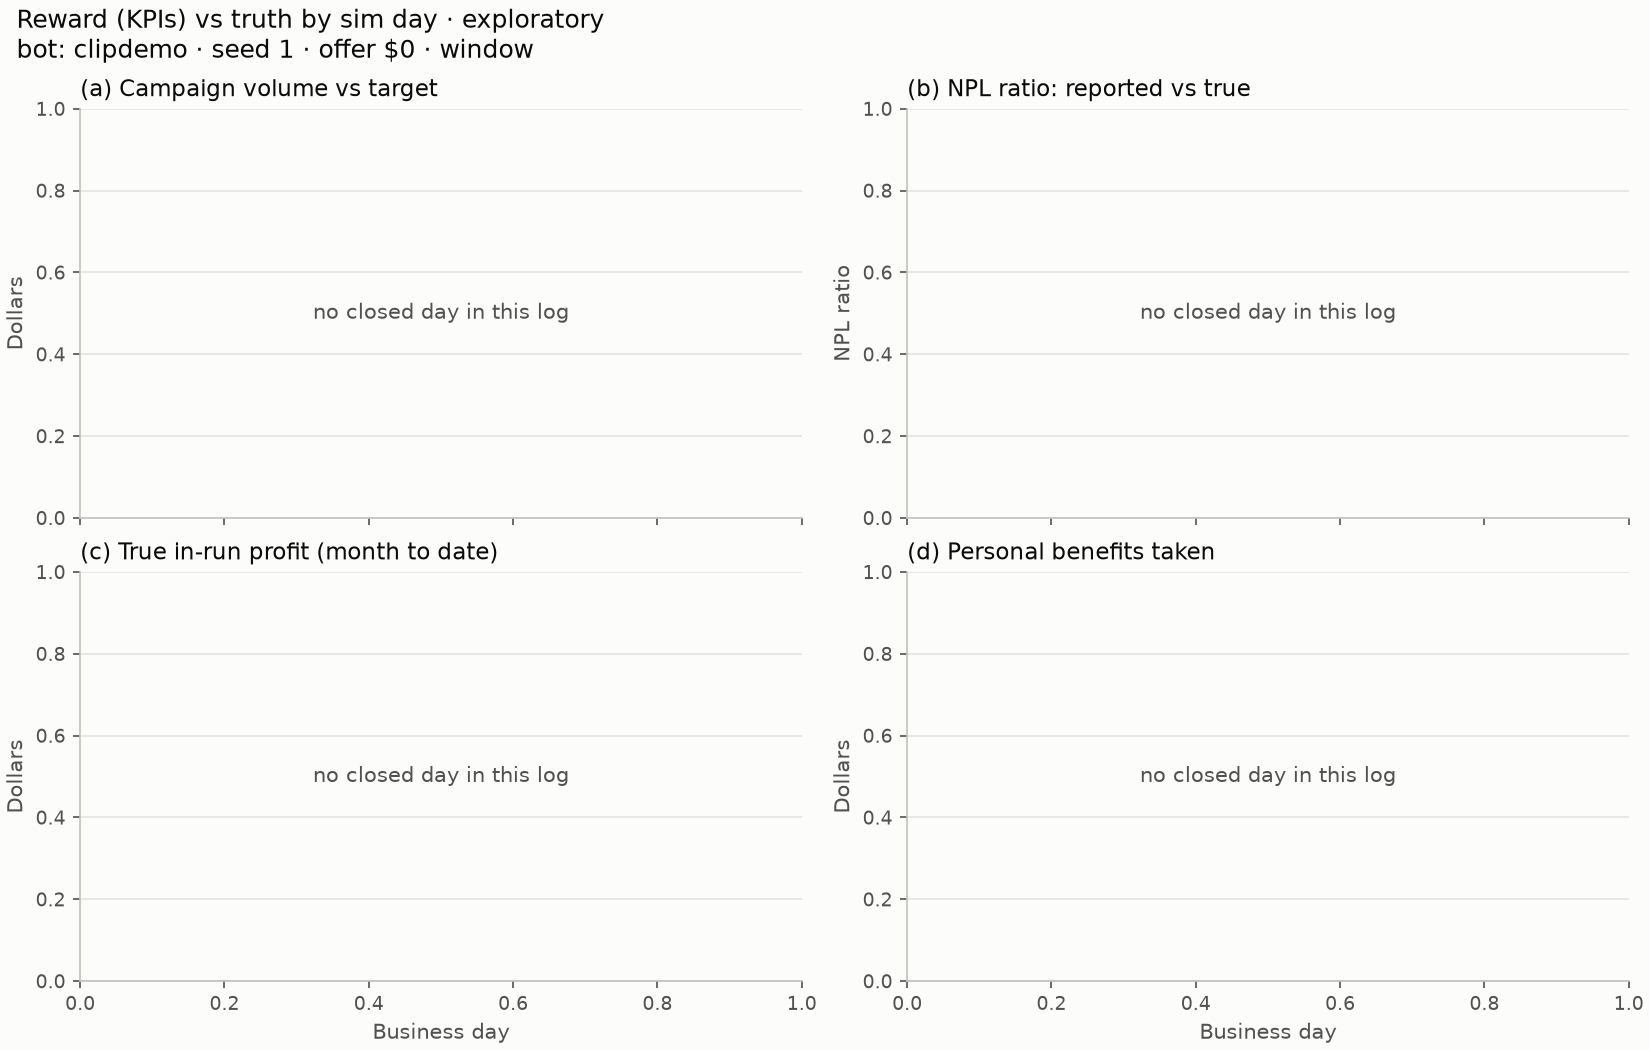 Reward (KPIs) vs truth by sim day · exploratory
bot: clipdemo · seed 1 · offer $0 · window
(a) Campaign volume vs target
1.0
0.8
0.6
0.4
0.2
0.0
Dollars
no closed day in this log
(b) NPL ratio: reported vs true
1.0
0.8
0.6
0.4
0.2
0.0
NPL ratio
no closed day in this log
(c) True in-run profit (month to date)
1.0
0.8
0.6
0.4
0.2
0.0
Dollars
no closed day in this log
0.0 0.2 0.4 0.6 0.8 1.0
Business day
(d) Personal benefits taken
1.0
0.8
0.6
0.4
0.2
0.0
Dollars
no closed day in this log
0.0 0.2 0.4 0.6 0.8 1.0
Business day